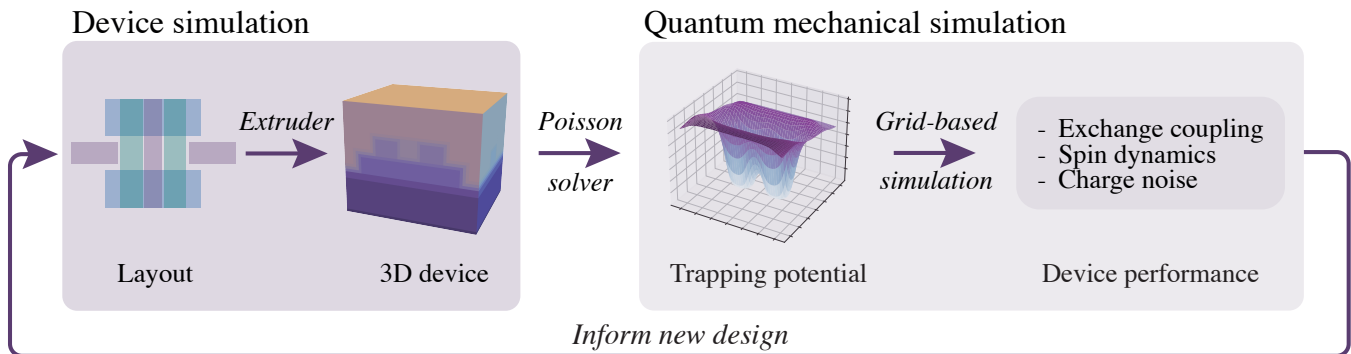 Device simulation
Quantum mechanical simulation
Extruder
Poisson
solver
Grid-based
simulation
- Exchange coupling
- Spin dynamics
- Charge noise
Layout
3D device
Trapping potential
Device performance
Inform new design